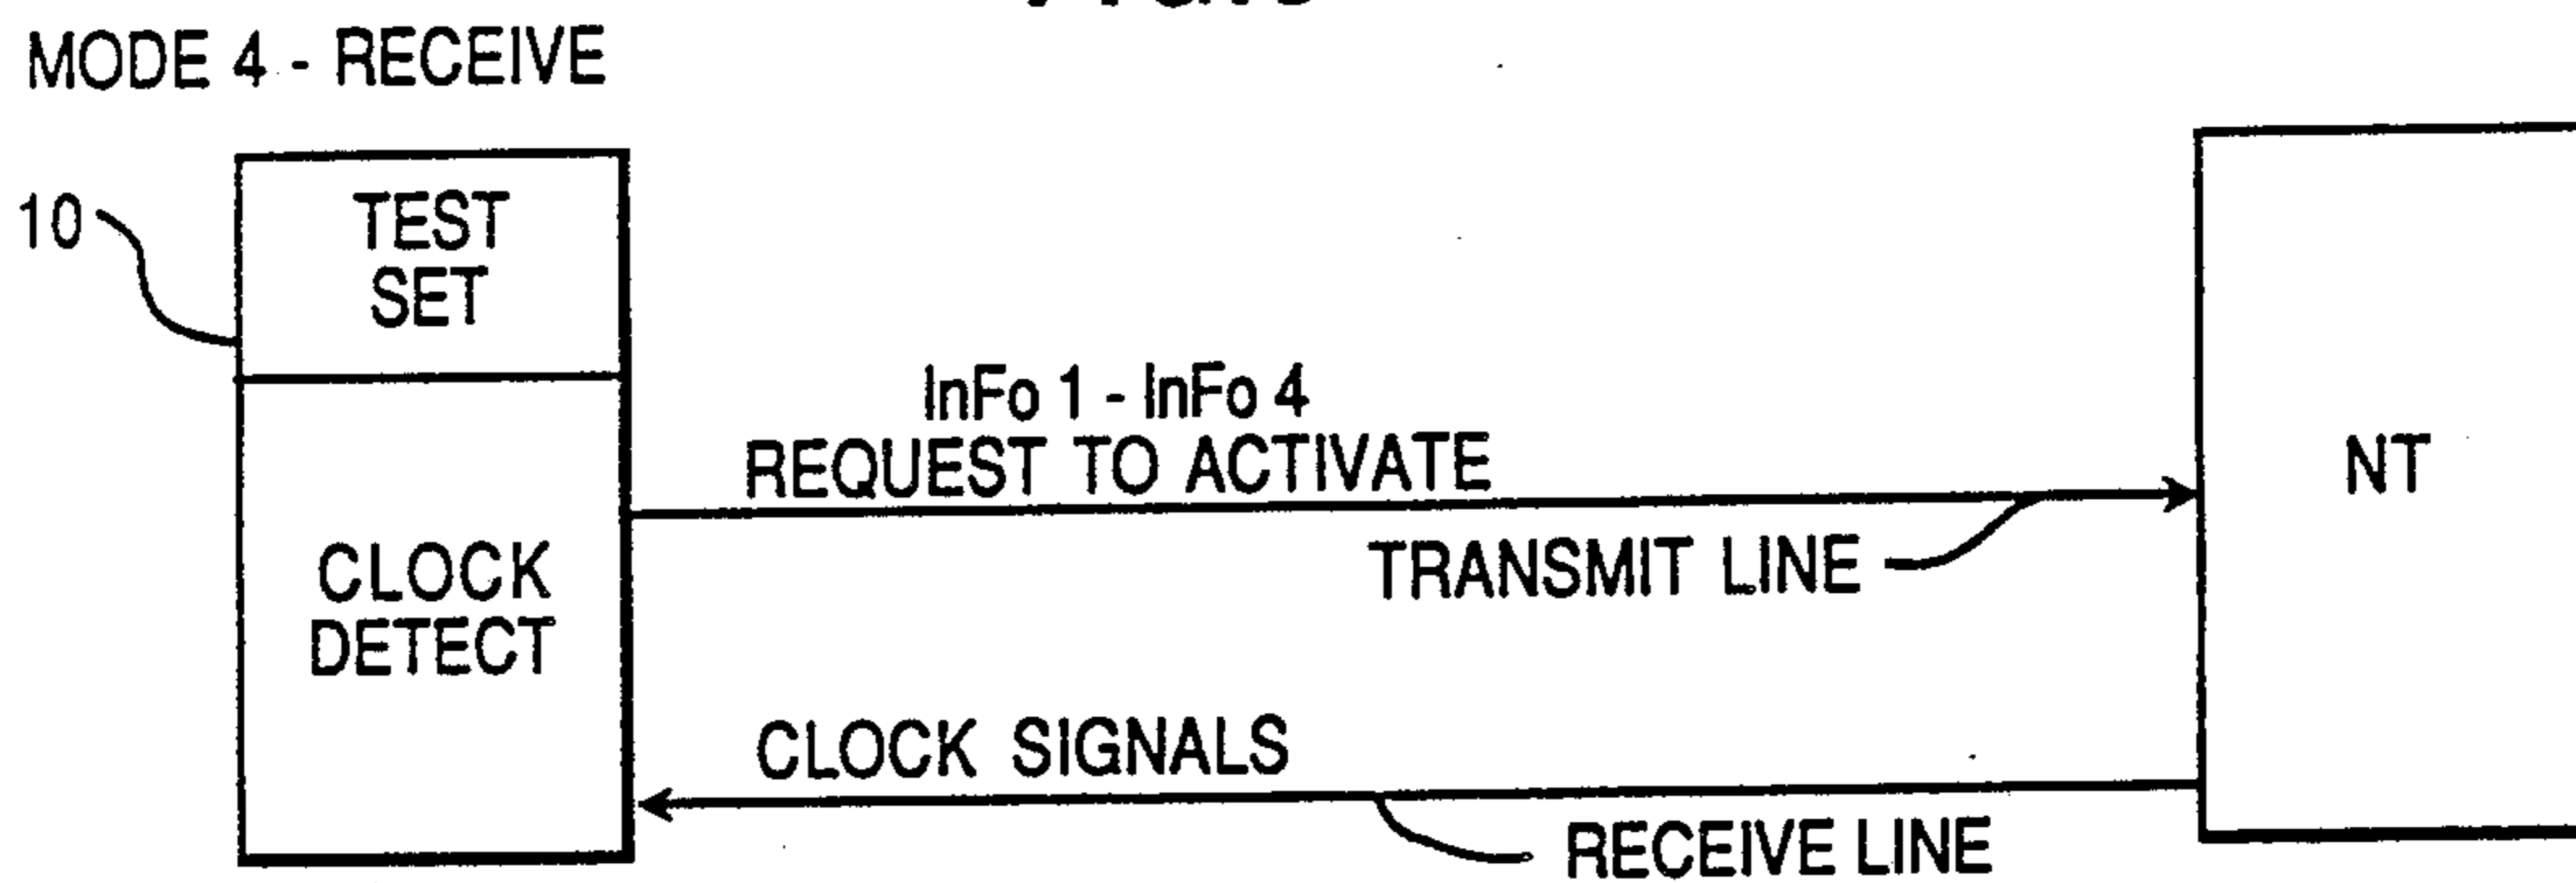 MODE 4 - RECEIVE
10
TEST
SET
InFo 1 - InFo 4
REQUEST TO ACTIVATE
NT
TRANSMIT LINE
CLOCK
DETECT
CLOCK SIGNALS
RECEIVE LINE